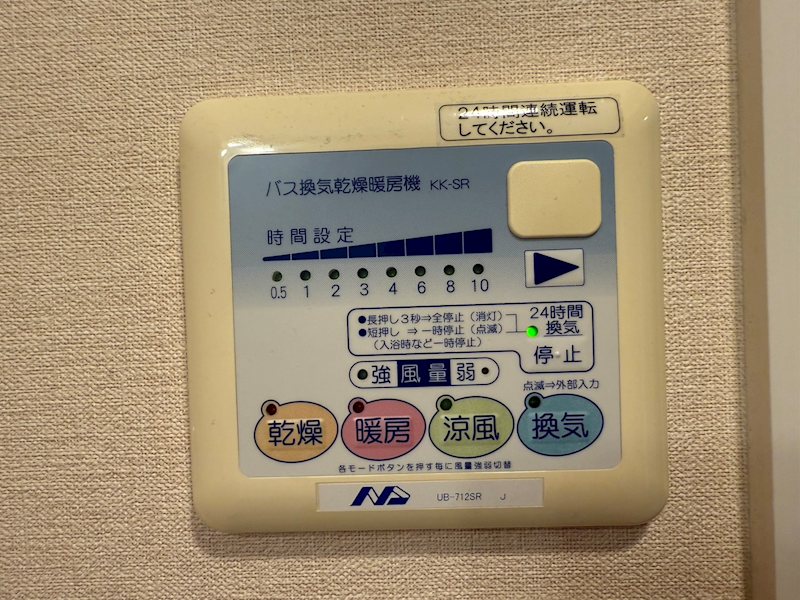 24時間連続運転
してください。
バス換気乾燥暖房機 KK-SR
時間設定
0.5 1 2 3 4 6 8 10
●長押し3秒⇒全停止(消灯)
●短押し ⇒一時停止(点滅)
(入浴時など一時停止)
24時間
換気
停止
強 風量 弱
点滅⇒外部入力
乾燥 暖房 涼風 換気
各モードボタンを押す毎に風量強弱切替
UB-712SR J